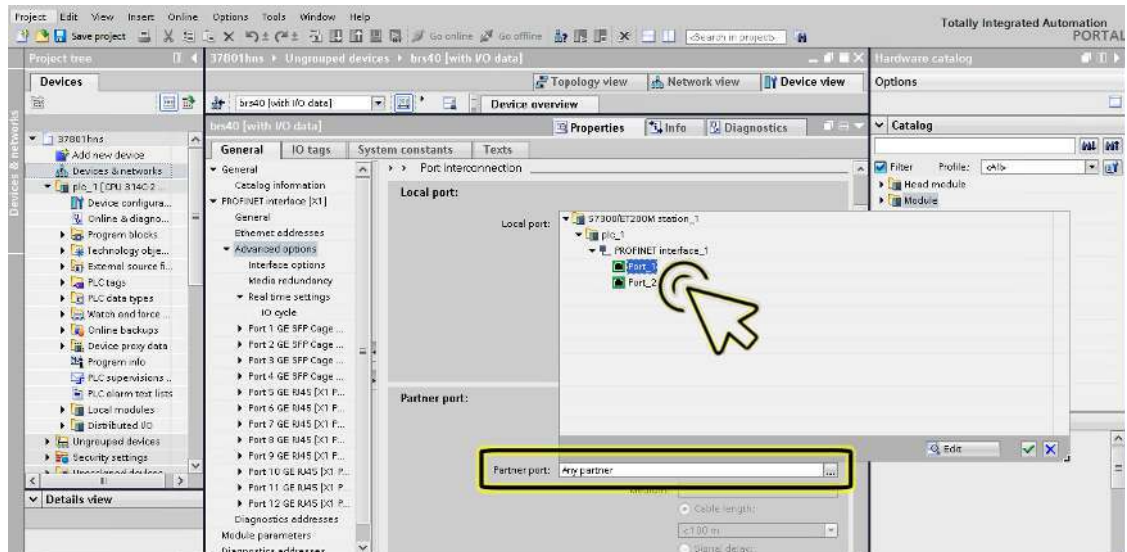 Project Edit View Insert Online Options Tools Window Help
Totally Integrated Automation
PORTAL
Save project Go online Go offline <Search in project>
Project tree
37801hns Ungrouped devices brs40 [with I/O data]
Hardware catalog
Devices
Topology view Network view Device view
Options
brs40 [with I/O data]
Device overview
Devices & networks
brs40 [with I/O data]
Properties Info Diagnostics
Catalog
General IO tags System constants Texts
Filter Profile: <All>
Head module
Module
37801hns
Add new device
Devices & networks
plc_1 [CPU 314C-2 ...
Device configura...
Online & diagno...
Program blocks
Technology obje...
External source fi...
PLC tags
PLC data types
Watch and force ...
Online backups
Device proxy data
Program info
PLC supervisions ..
PLC alarm text lists
Local modules
Distributed I/O
Ungrouped devices
Security settings
Details view
General
Catalog information
PROFINET interface [X1]
General
Ethernet addresses
Advanced options
Interface options
Media redundancy
Real time settings
IO cycle
Port 1 GE SFP Cage ...
Port 2 GE SFP Cage ...
Port 3 GE SFP Cage ...
Port 4 GE SFP Cage ...
Port 5 GE RJ45 [X1 P...
Port 6 GE RJ45 [X1 P...
Port 7 GE RJ45 [X1 P...
Port 8 GE RJ45 [X1 P...
Port 9 GE RJ45 [X1 P...
Port 10 GE RJ45 [X1 P...
Port 11 GE RJ45 [X1 P...
Port 12 GE RJ45 [X1 P...
Diagnostics addresses
Module parameters
Diagnostics addresses
Port interconnection
Local port:
Local port:
S7300/ET200M station_1
plc_1
PROFINET interface_1
Port_1
Port_2
Edit
Partner port:
Partner port: Any partner ...
Cable length:
<100 m
Signal delay: